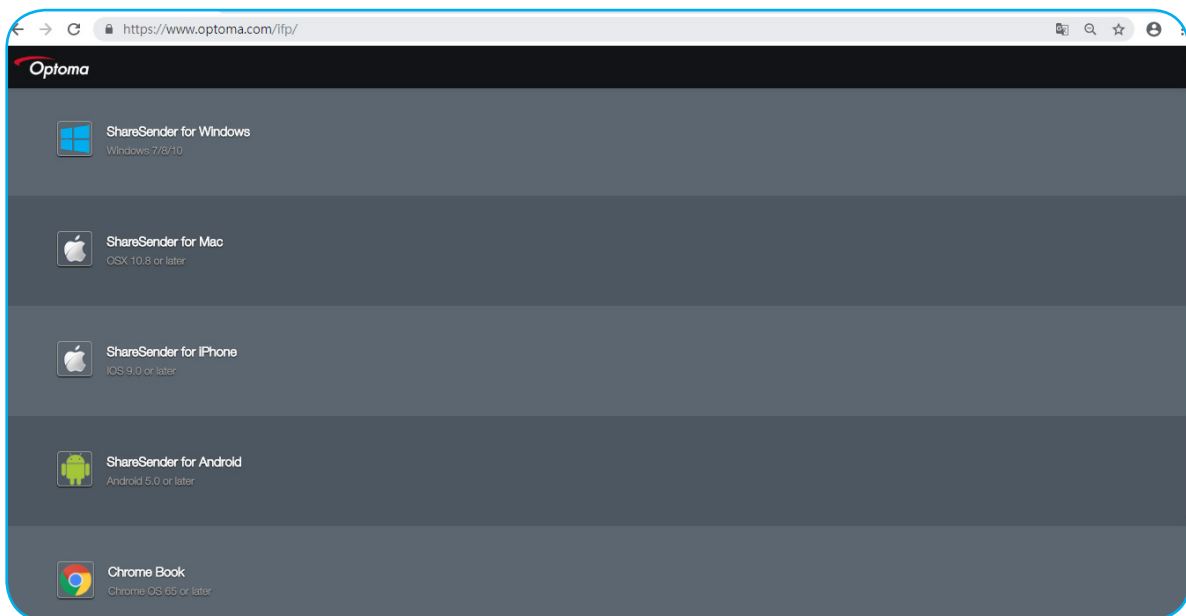 https://www.optoma.com/ifp/
Optoma
ShareSender for Windows
Windows 7/8/10
ShareSender for Mac
OSX 10.8 or later
ShareSender for iPhone
IOS 9.0 or later
ShareSender for Android
Android 5.0 or later
Chrome Book
Chrome OS 65 or later